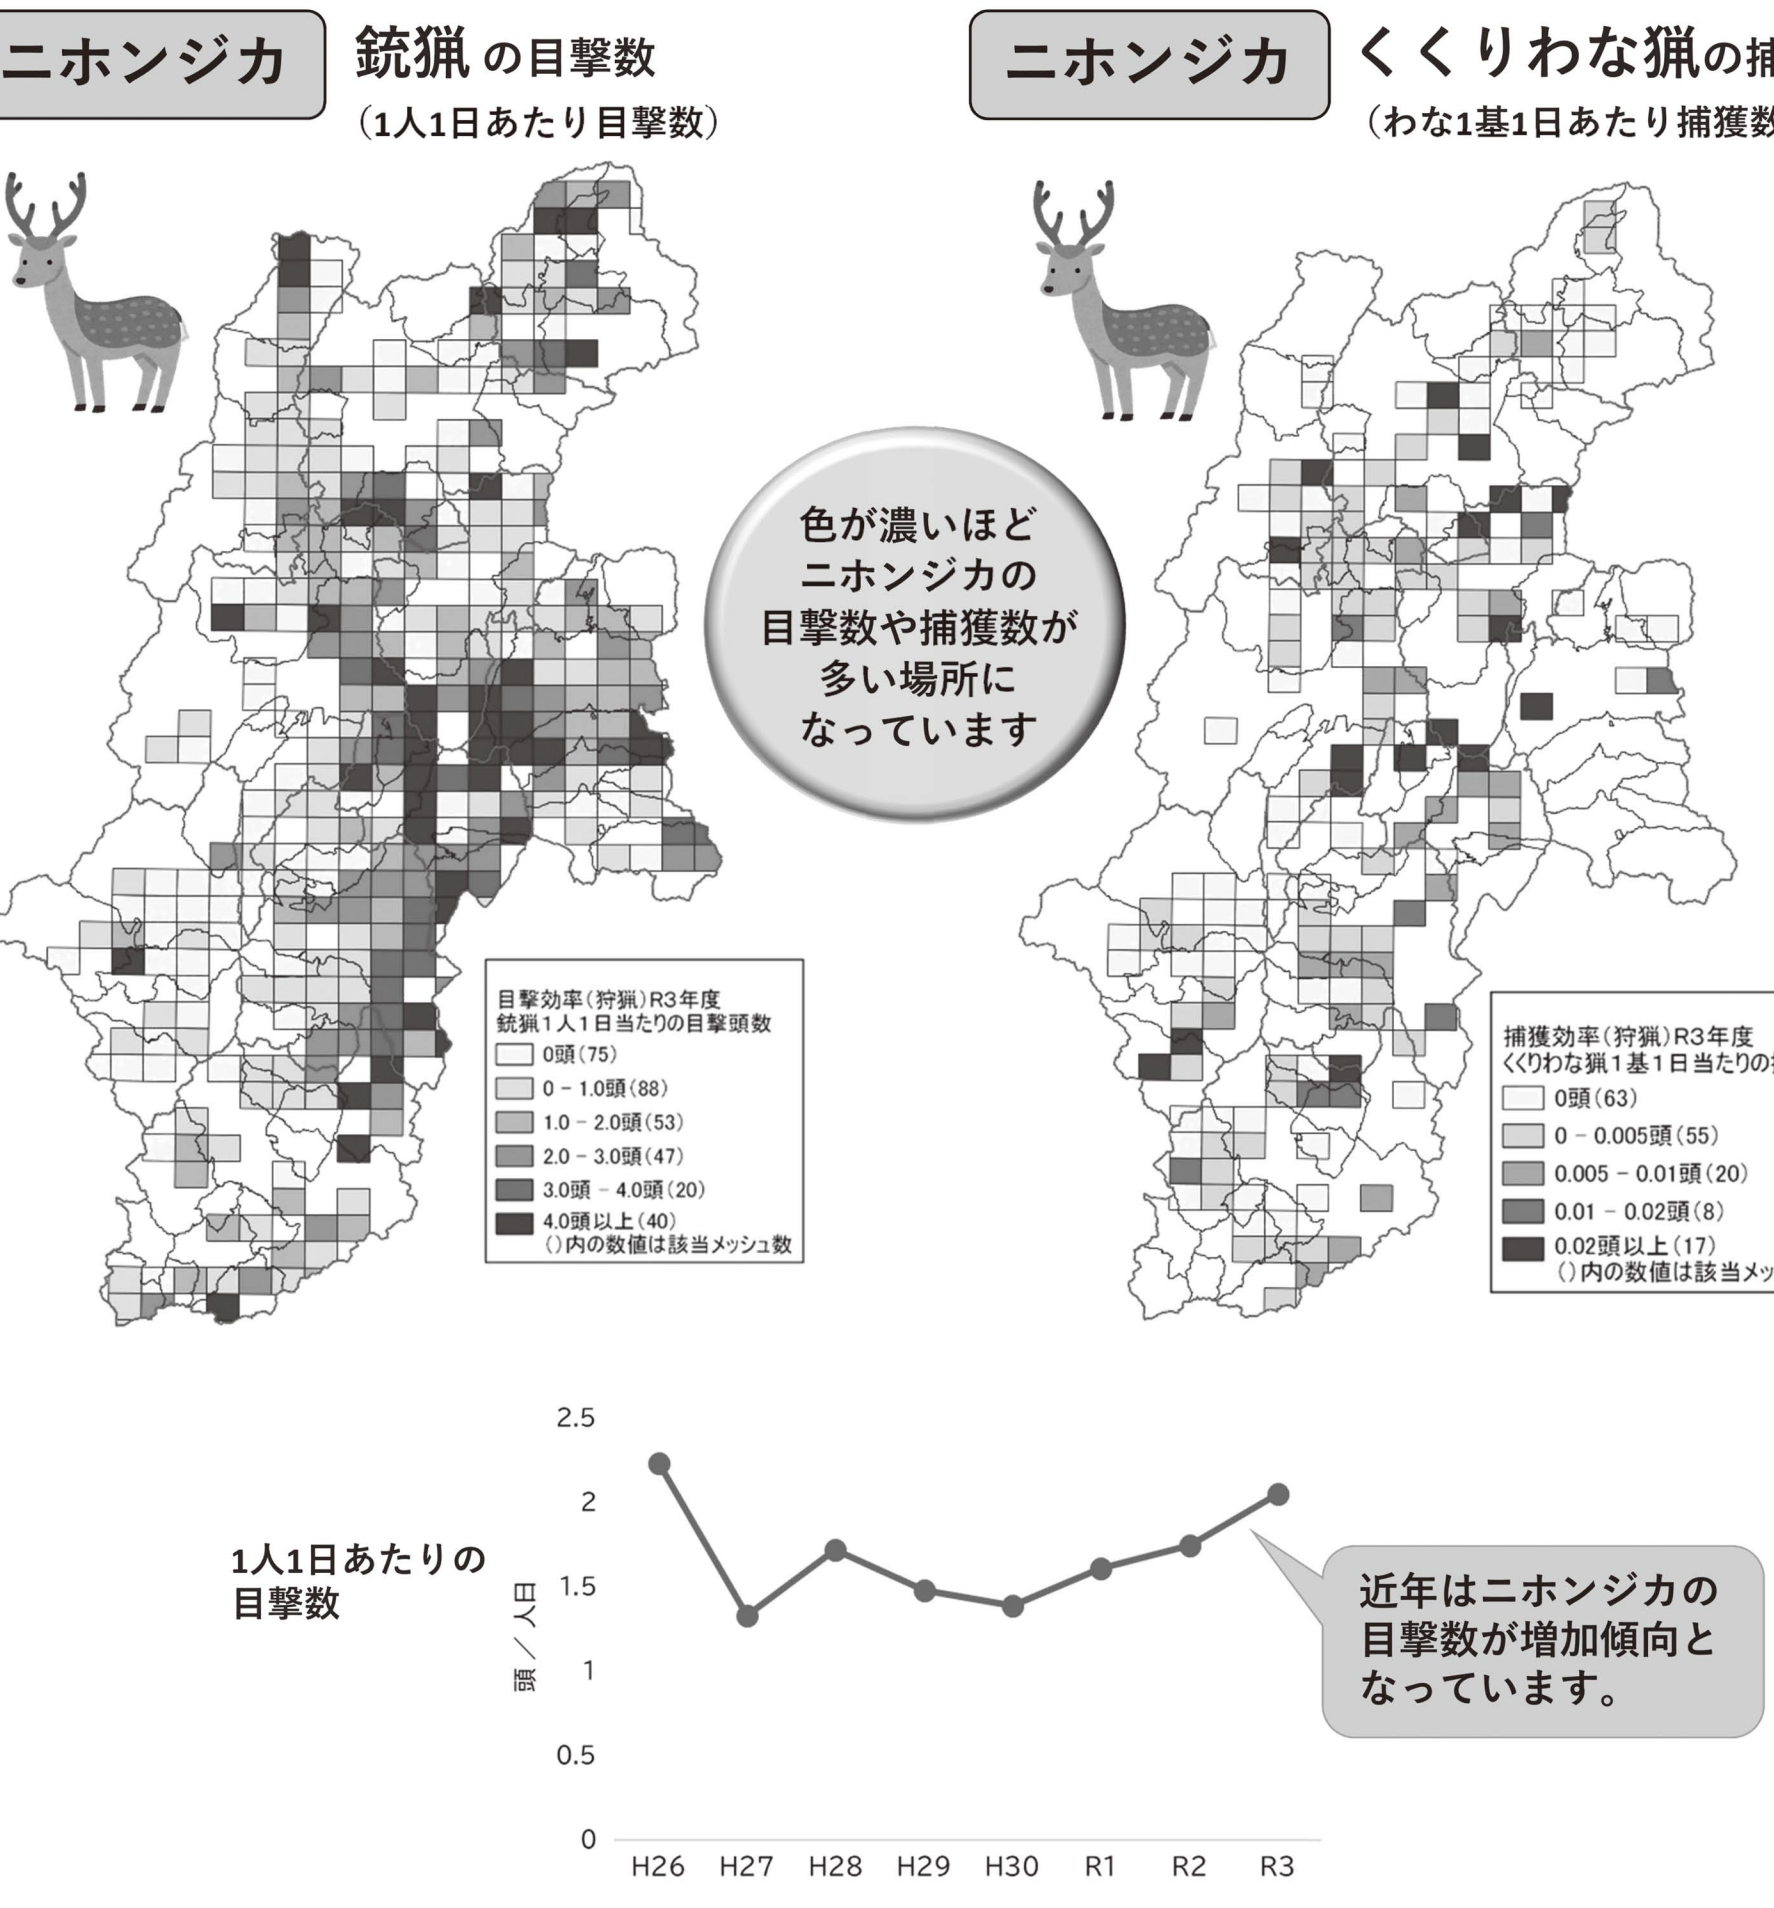 ニホンジカ
銃猟の目撃数
（1人1日あたり目撃数）
ニホンジカ
くくりわな猟の捕
（わな1基1日あたり捕獲数
色が濃いほど
ニホンジカの
目撃数や捕獲数が
多い場所に
なっています
目撃効率（狩猟）R3年度
銃猟1人1日当たりの目撃頭数
0頭（75）
0－1.0頭（88）
1.0－2.0頭（53）
2.0－3.0頭（47）
3.0頭－4.0頭（20）
4.0頭以上（40）
（）内の数値は該当メッシュ数
捕獲効率（狩猟）R3年度
くくりわな猟1基1日当たりの
0頭（63）
0－0.005頭（55）
0.005－0.01頭（20）
0.01－0.02頭（8）
0.02頭以上（17）
（）内の数値は該当メッ
1人1日あたりの
目撃数
頭／人日
2.5
2
1.5
1
0.5
0
H26 H27 H28 H29 H30 R1 R2 R3
近年はニホンジカの
目撃数が増加傾向と
なっています。